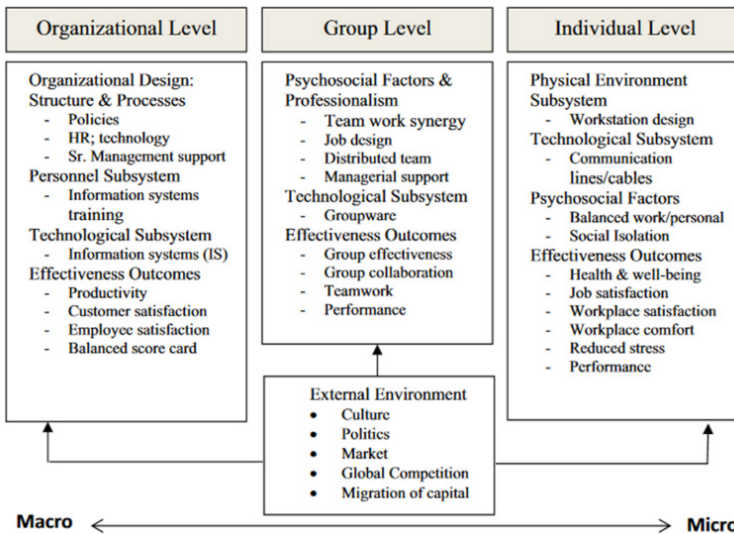 Organizational Level
Organizational Design:
Structure & Processes
- Policies
- HR; technology
- Sr. Management support
Personnel Subsystem
- Information systems
training
Technological Subsystem
- Information systems (IS)
Effectiveness Outcomes
- Productivity
- Customer satisfaction
- Employee satisfaction
- Balanced score card
Group Level
Psychosocial Factors &
Professionalism
- Team work synergy
- Job design
- Distributed team
- Managerial support
Technological Subsystem
- Groupware
Effectiveness Outcomes
- Group effectiveness
- Group collaboration
- Teamwork
- Performance
Individual Level
Physical Environment
Subsystem
- Workstation design
Technological Subsystem
- Communication
lines/cables
Psychosocial Factors
- Balanced work/personal
- Social Isolation
Effectiveness Outcomes
- Health & well-being
- Job satisfaction
- Workplace satisfaction
- Workplace comfort
- Reduced stress
- Performance
External Environment
• Culture
• Politics
• Market
• Global Competition
• Migration of capital
Macro
Micro